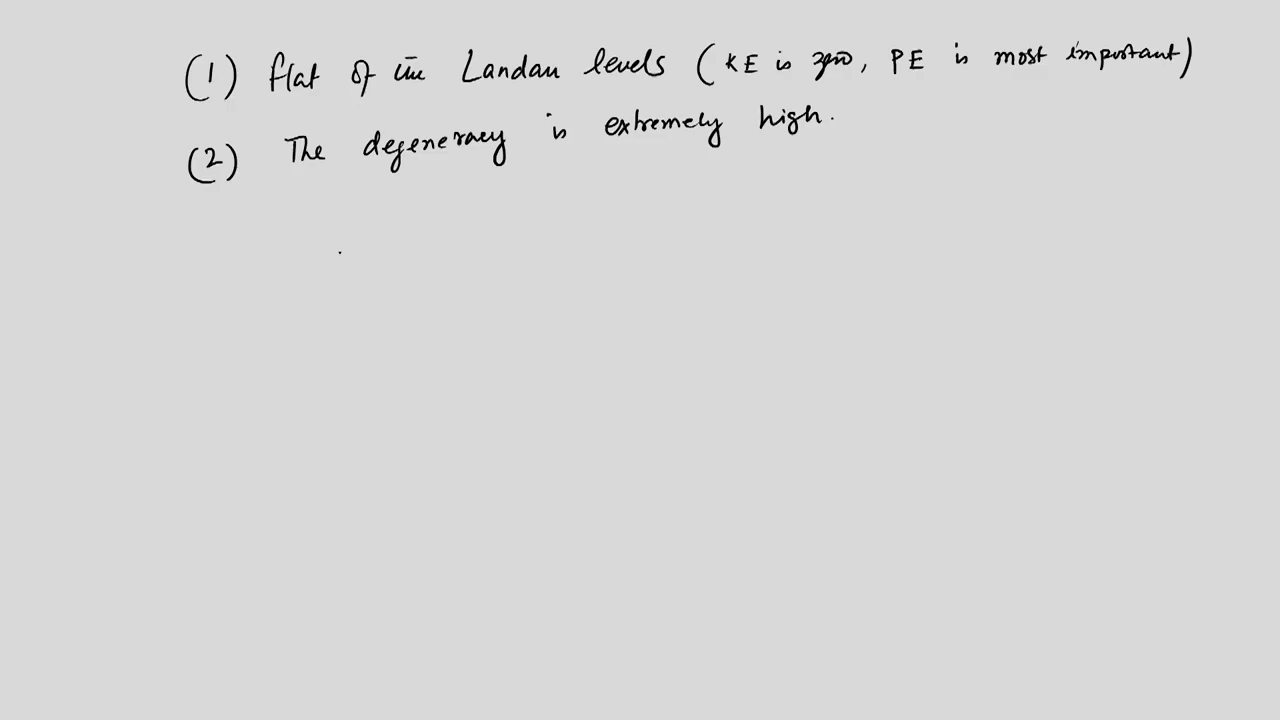 (1) flat of the Landau levels (KE is zero, PE is most important)
(2) The degeneracy is extremely high.